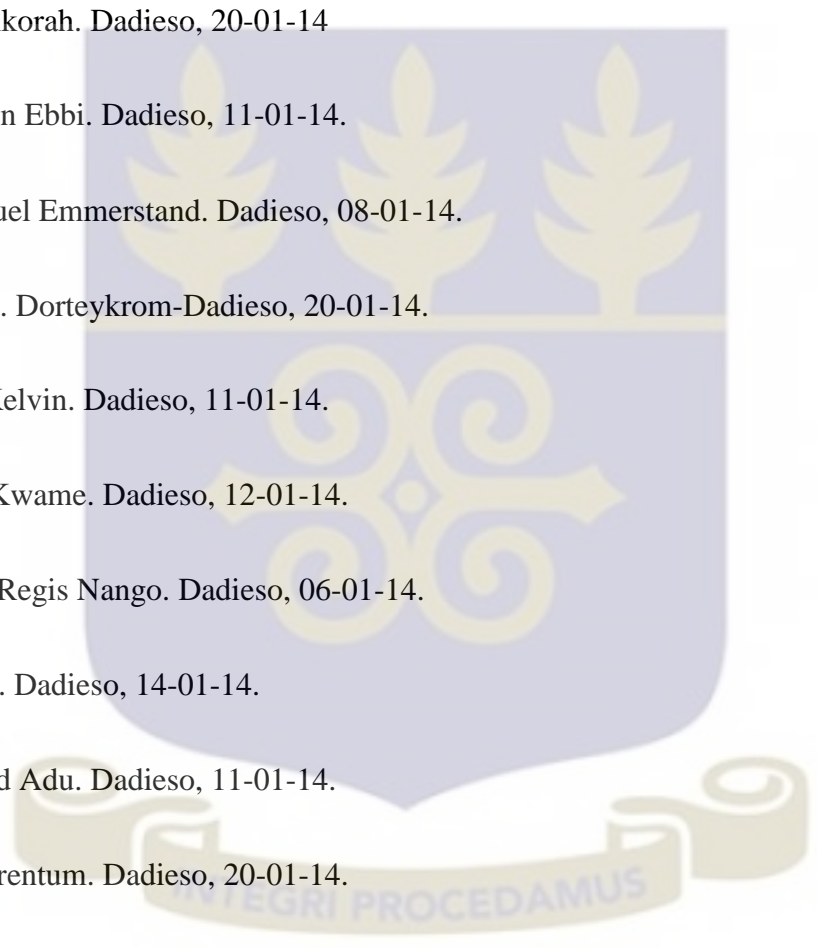 korah. Dadieso, 20-01-14
n Ebbi. Dadieso, 11-01-14.
uel Emmerstand. Dadieso, 08-01-14.
. Dorteykrom-Dadieso, 20-01-14.
Kelvin. Dadieso, 11-01-14.
Kwame. Dadieso, 12-01-14.
Regis Nango. Dadieso, 06-01-14.
. Dadieso, 14-01-14.
d Adu. Dadieso, 11-01-14.
rentum. Dadieso, 20-01-14.
INTEGRI PROCEDAMUS